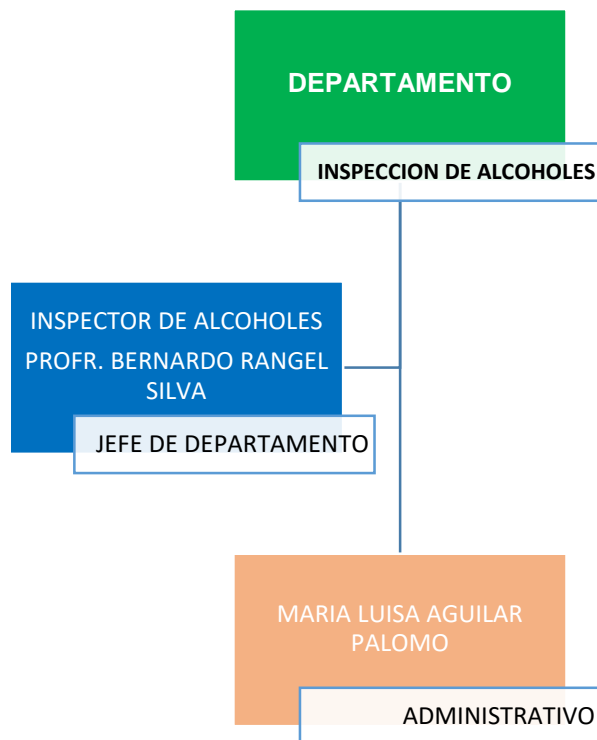 DEPARTAMENTO
INSPECCION DE ALCOHOLES
INSPECTOR DE ALCOHOLES
PROFR. BERNARDO RANGEL
SILVA
JEFE DE DEPARTAMENTO
MARIA LUISA AGUILAR
PALOMO
ADMINISTRATIVO